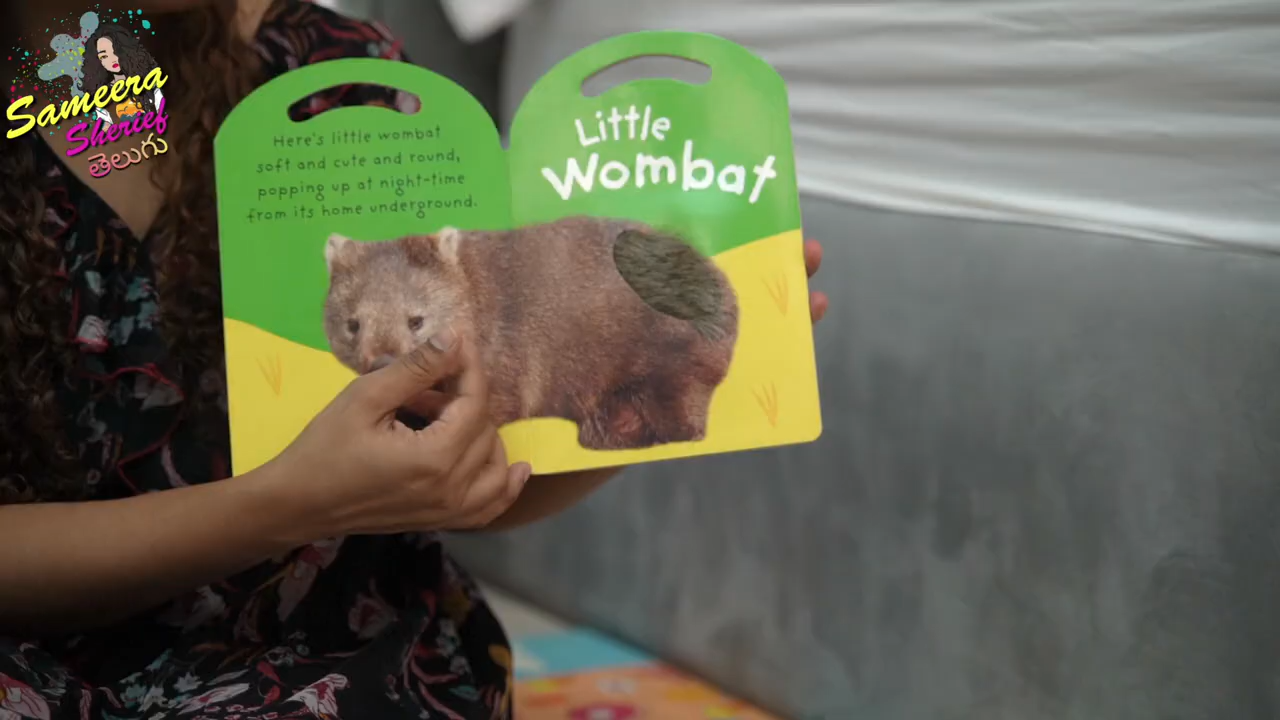 Sameera
Sherief
తెలుగు
Here's little wombat
soft and cute and round,
popping up at night-time
from its home underground.
Little
Wombat